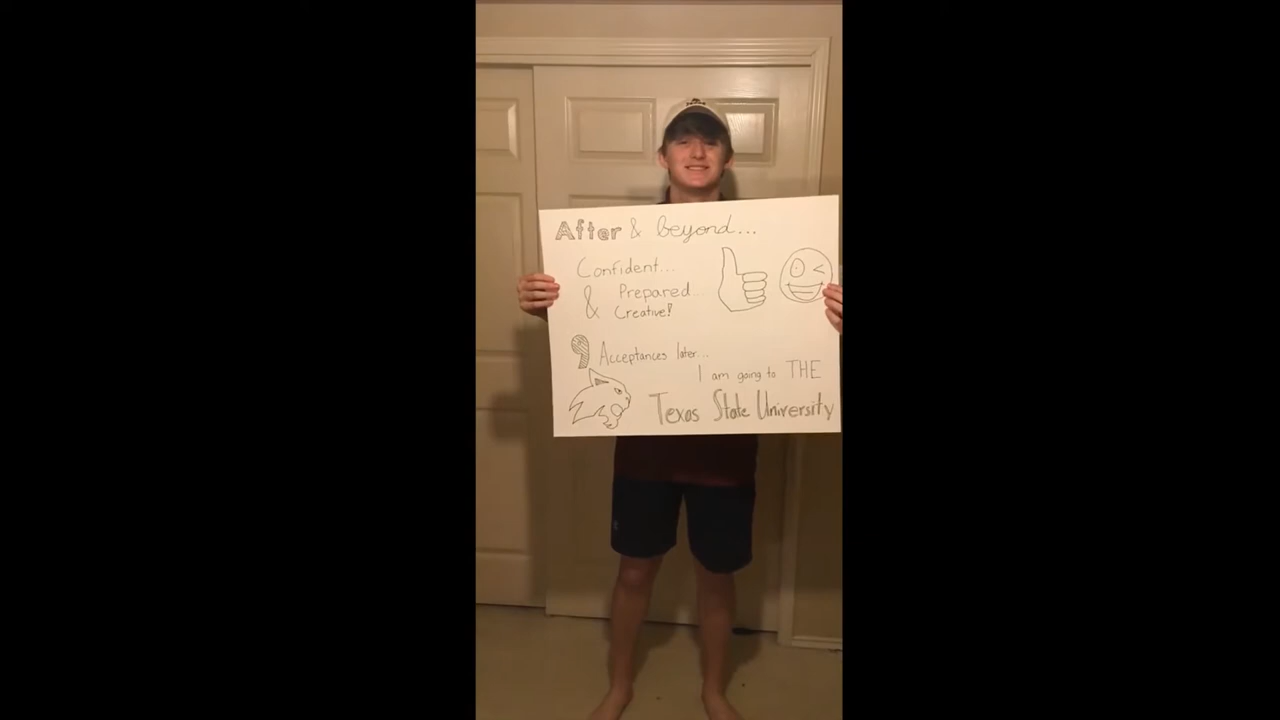 After & beyond...
Confident...
& Prepared...
Creative!
9 Acceptances later...
I am going to THE
Texas State University